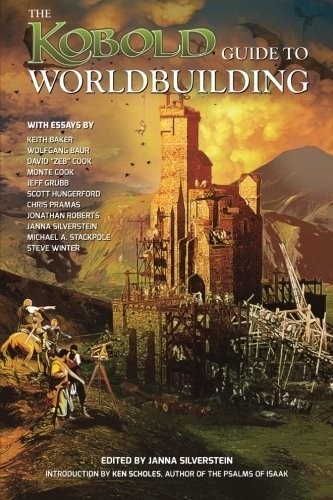 THE
KOBOLD
GUIDE TO
WORLDBUILDING
WITH ESSAYS BY
KEITH BAKER
WOLFGANG BAUR
DAVID "ZEB" COOK
MONTE COOK
JEFF GRUBB
SCOTT HUNGERFORD
CHRIS PRAMAS
JONATHAN ROBERTS
JANNA SILVERSTEIN
MICHAEL A. STACKPOLE
STEVE WINTER
EDITED BY JANNA SILVERSTEIN
INTRODUCTION BY KEN SCHOLES, AUTHOR OF THE PSALMS OF ISAAK